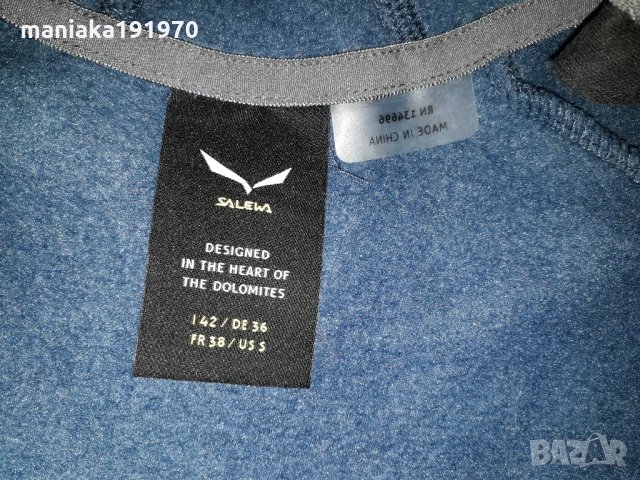 maniaka191970
SALEWA
DESIGNED
IN THE HEART OF
THE DOLOMITES
I 42 / DE 36
FR 38 / US S
RN 134696
MADE IN CHINA
BAZAR